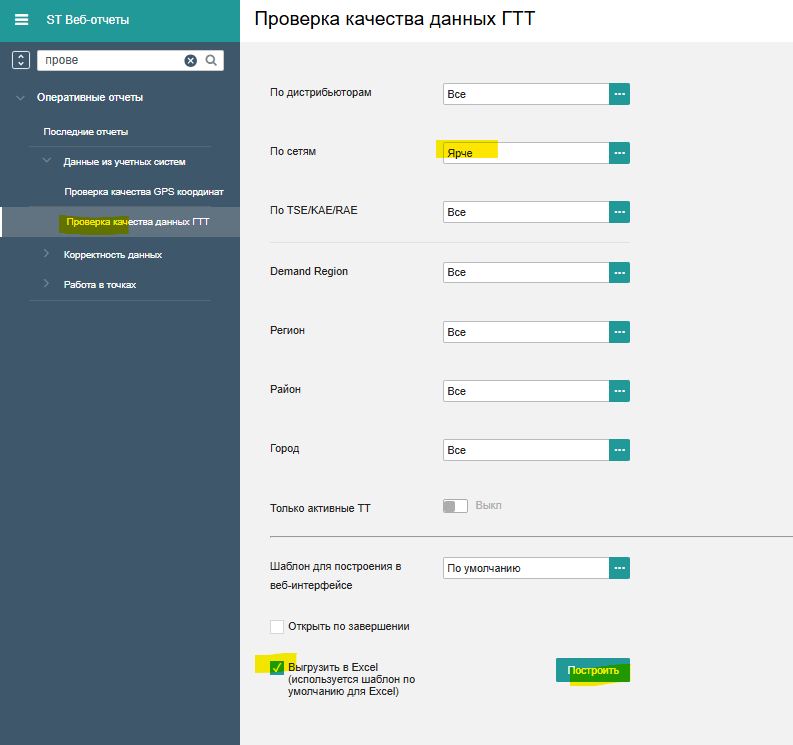 ST Веб-отчеты
прове
Оперативные отчеты
Последние отчеты
Данные из учетных систем
Проверка качества GPS координат
Проверка качества данных ГТТ
Корректность данных
Работа в точках
Проверка качества данных ГТТ
По дистрибьюторам
Все
По сетям
Ярче
По TSE/KAE/RAE
Все
Demand Region
Все
Регион
Все
Район
Все
Город
Все
Только активные ТТ
Выкл
Шаблон для построения в
веб-интерфейсе
По умолчанию
Открыть по завершении
Выгрузить в Excel
(используется шаблон по
умолчанию для Excel)
Построить